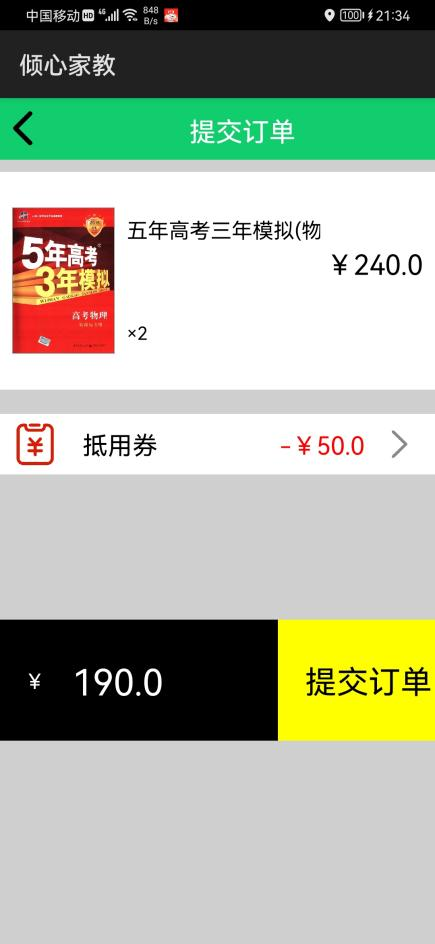 中国移动 HD 848 B/s 100 21:34
倾心家教
提交订单
五年高考三年模拟(物
¥240.0
5年高考
3年模拟
高考物理
×2
抵用券
-¥50.0
¥ 190.0
提交订单